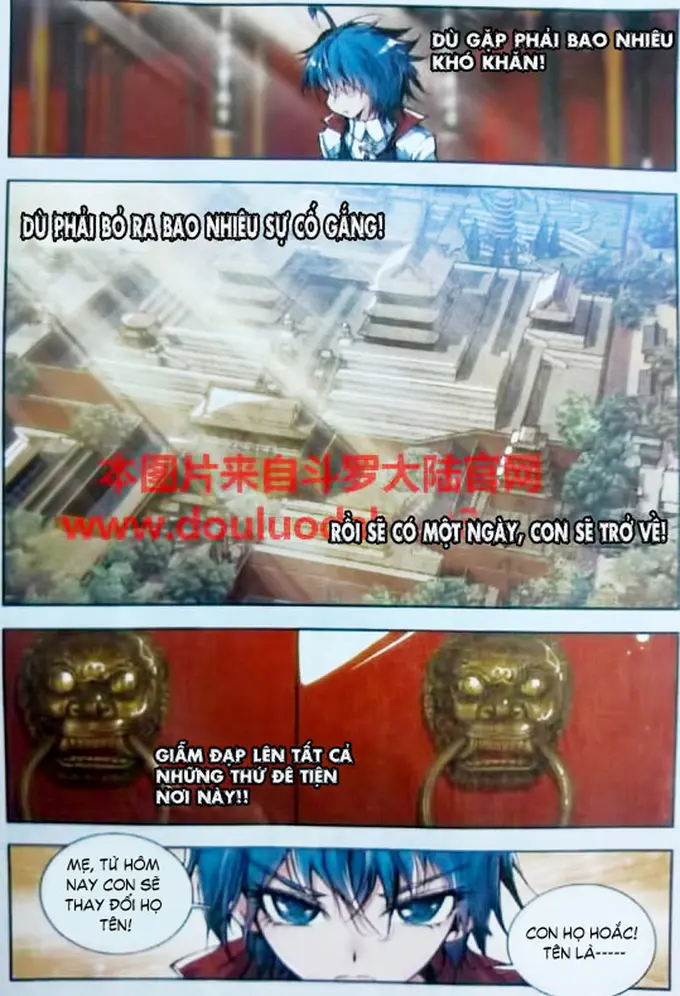 DÙ GẶP PHẢI BAO NHIÊU
KHÓ KHĂN!
DÙ PHẢI BỎ RA BAO NHIÊU SỰ CỐ GẮNG!
本图片来自斗罗大陆官网
www.douluod
RỒI SẼ CÓ MỘT NGÀY, CON SẼ TRỞ VỀ!
GIẪM ĐẠP LÊN TẤT CẢ
NHỮNG THỨ ĐÊ TIỆN
NƠI NÀY!!
MẸ, TỪ HÔM
NAY CON SẼ
THAY ĐỔI HỌ
TÊN!
CON HỌ HOẮC!
TÊN LÀ-----